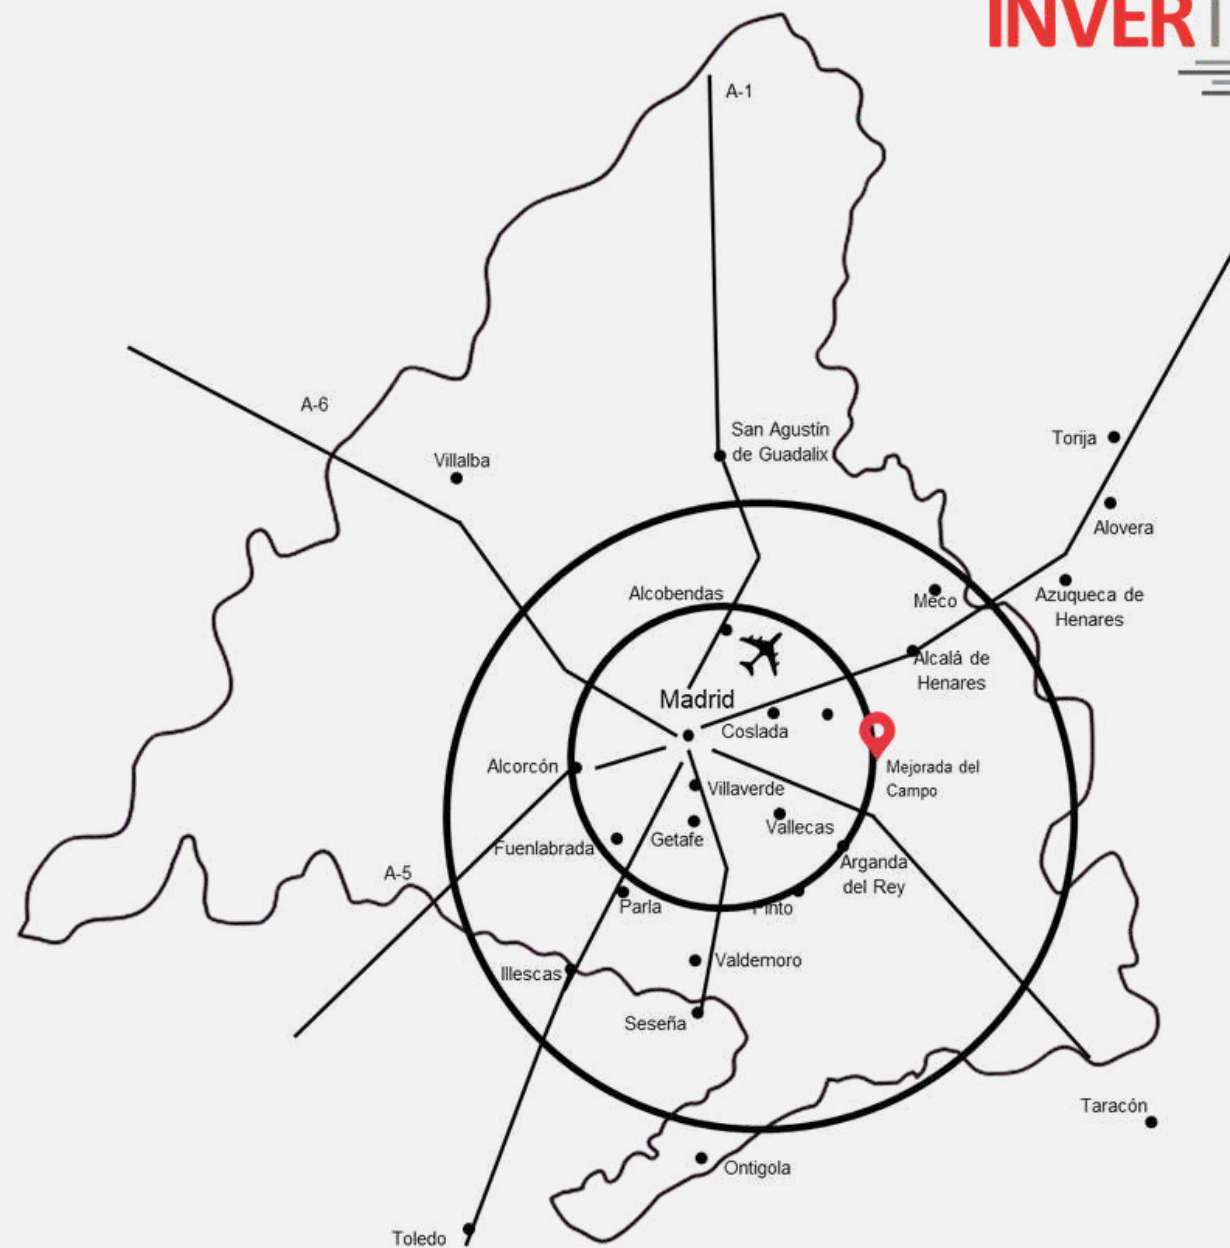 INVER
A-1
A-6
San Agustín
de Guadalix
Torija
Villalba
Alovera
Alcobendas
Meco
Azuqueca de
Henares
Alcalá de
Henares
Madrid
Coslada
Alcorcón
Mejorada del
Campo
Villaverde
Vallecas
Getafe
Fuenlabrada
Arganda
del Rey
A-5
Parla
Pinto
Valdemoro
Illescas
Seseña
Taracón
Ontigola
Toledo